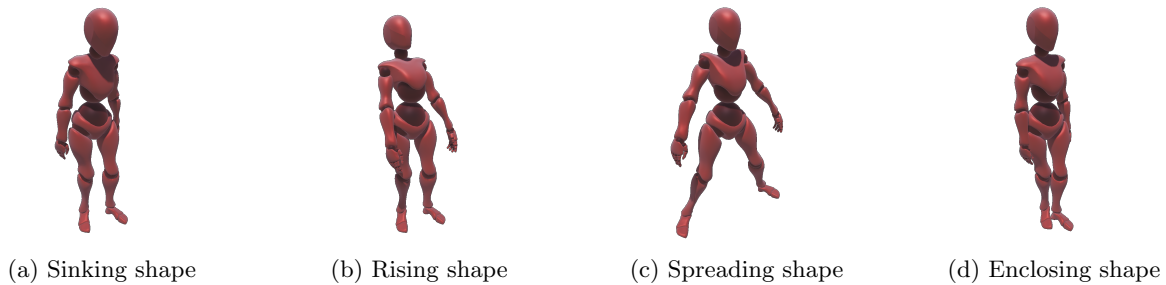 (a) Sinking shape
(b) Rising shape
(c) Spreading shape
(d) Enclosing shape